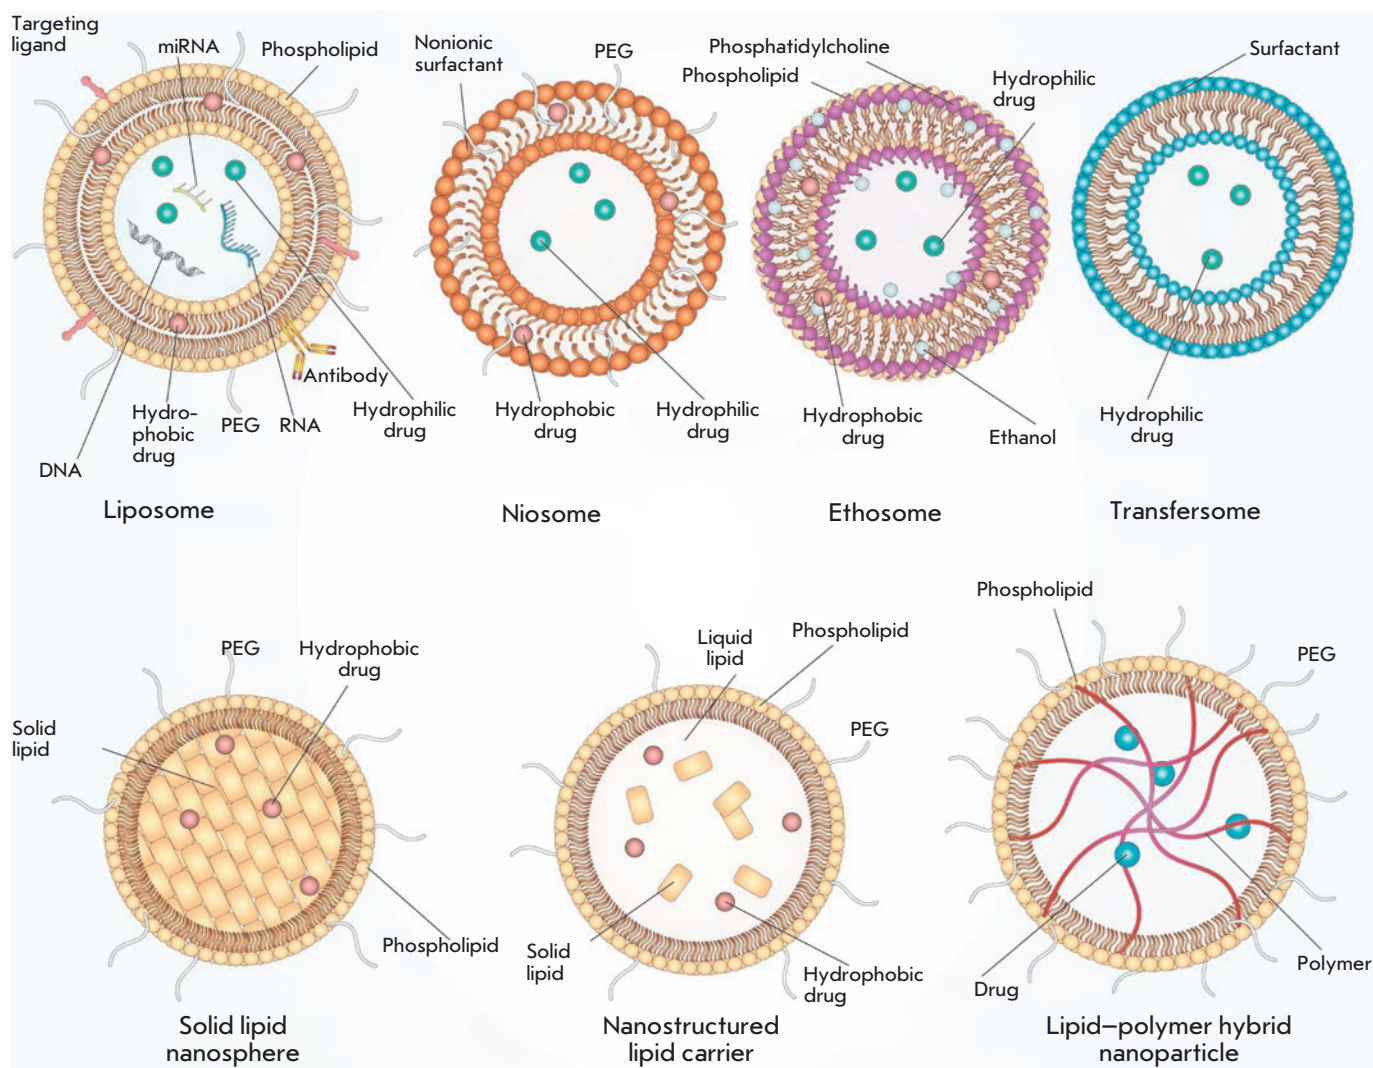 Targeting
ligand
miRNA
Phospholipid
Nonionic
surfactant
PEG
Phosphatidylcholine
Phospholipid
Hydrophilic
drug
Surfactant
Antibody
Hydro-
phobic
drug
PEG
RNA
Hydrophilic
drug
DNA
Hydrophobic
drug
Hydrophilic
drug
Hydrophobic
drug
Ethanol
Hydrophilic
drug
Liposome
Niosome
Ethosome
Transfersome
PEG
Hydrophobic
drug
Solid
lipid
Phospholipid
Liquid
lipid
Phospholipid
PEG
Solid
lipid
Hydrophobic
drug
Phospholipid
PEG
Drug
Polymer
Solid lipid
nanosphere
Nanostructured
lipid carrier
Lipid–polymer hybrid
nanoparticle